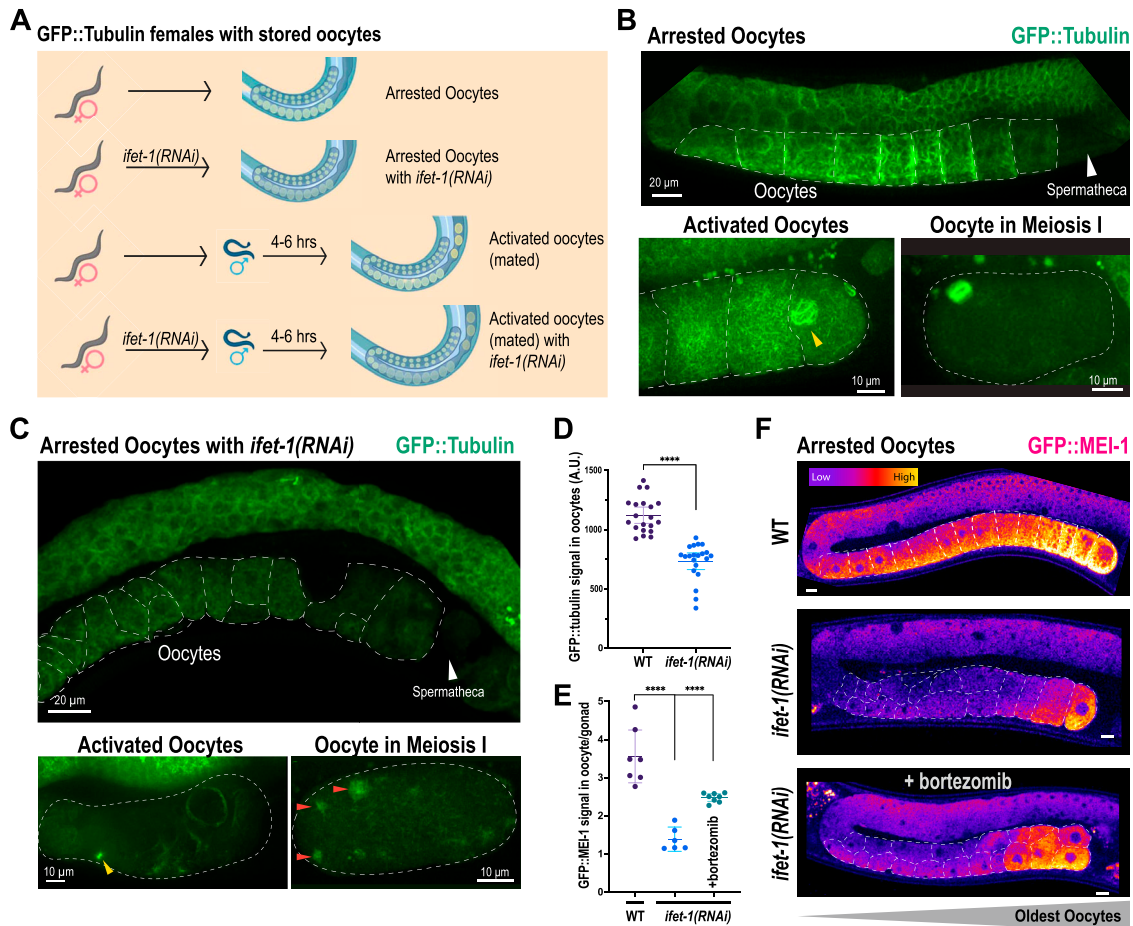 A
GFP::Tubulin females with stored oocytes
Arrested Oocytes
ifet-1(RNAi)
Arrested Oocytes
with ifet-1(RNAi)
4-6 hrs
Activated oocytes
(mated)
ifet-1(RNAi)
4-6 hrs
Activated oocytes
(mated) with
ifet-1(RNAi)
B
Arrested Oocytes
GFP::Tubulin
20 µm
Oocytes
Spermatheca
Activated Oocytes
Oocyte in Meiosis I
10 µm
10 µm
C
Arrested Oocytes with ifet-1(RNAi)
GFP::Tubulin
Oocytes
Spermatheca
20 µm
Activated Oocytes
Oocyte in Meiosis I
10 µm
10 µm
D
GFP::tubulin signal in oocytes (A.U.)
1500
1000
500
0
****
WT
ifet-1(RNAi)
E
GFP::MEI-1 signal in oocyte/gonad
5
4
3
2
1
0
****
****
+bortezomib
WT
ifet-1(RNAi)
F
Arrested Oocytes
GFP::MEI-1
Low
High
WT
ifet-1(RNAi)
+ bortezomib
ifet-1(RNAi)
Oldest Oocytes